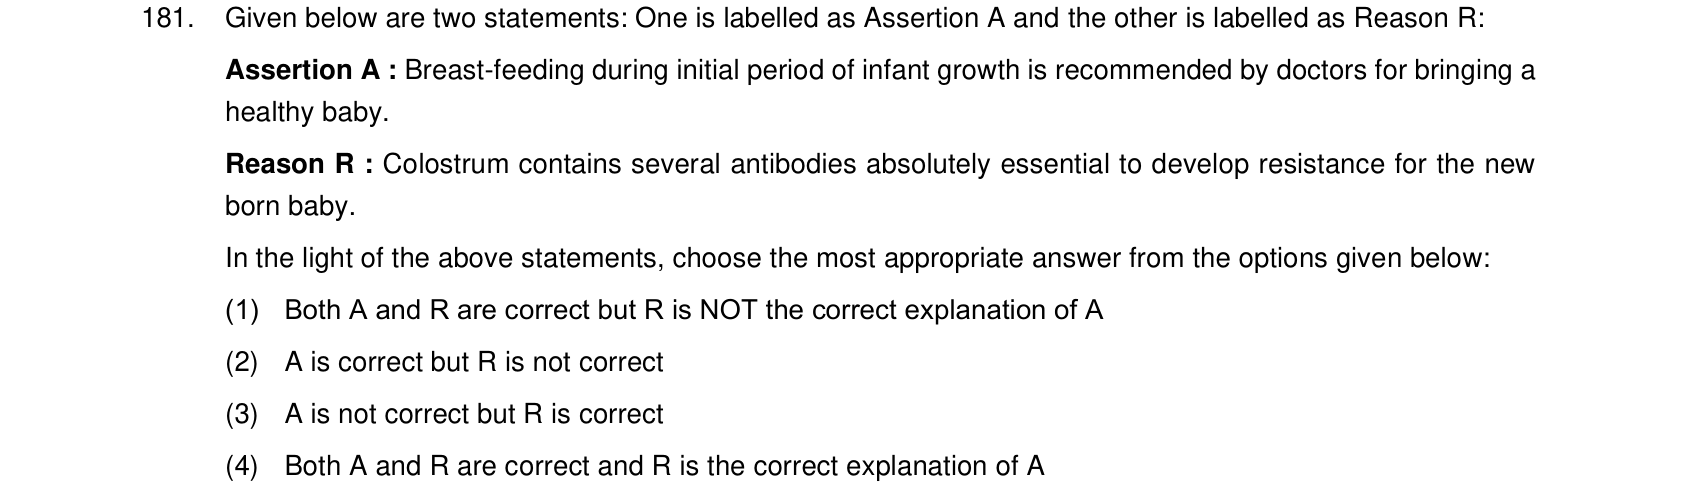 181. Given below are two statements: One is labelled as Assertion A and the other is labelled as Reason R:
Assertion A : Breast-feeding during initial period of infant growth is recommended by doctors for bringing a
healthy baby.
Reason R : Colostrum contains several antibodies absolutely essential to develop resistance for the new
born baby.
In the light of the above statements, choose the most appropriate answer from the options given below:
(1) Both A and R are correct but R is NOT the correct explanation of A
(2) A is correct but R is not correct
(3) A is not correct but R is correct
(4) Both A and R are correct and R is the correct explanation of A